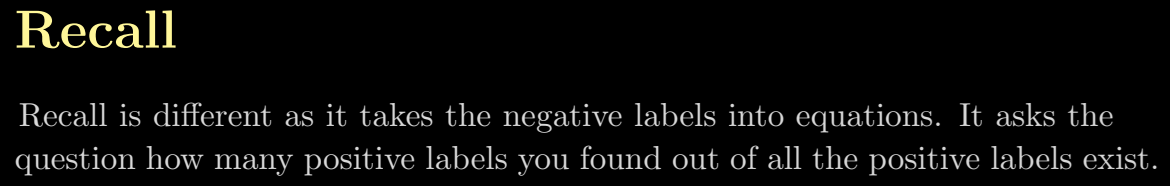 Recall
Recall is different as it takes the negative labels into equations. It asks the
question how many positive labels you found out of all the positive labels exist.